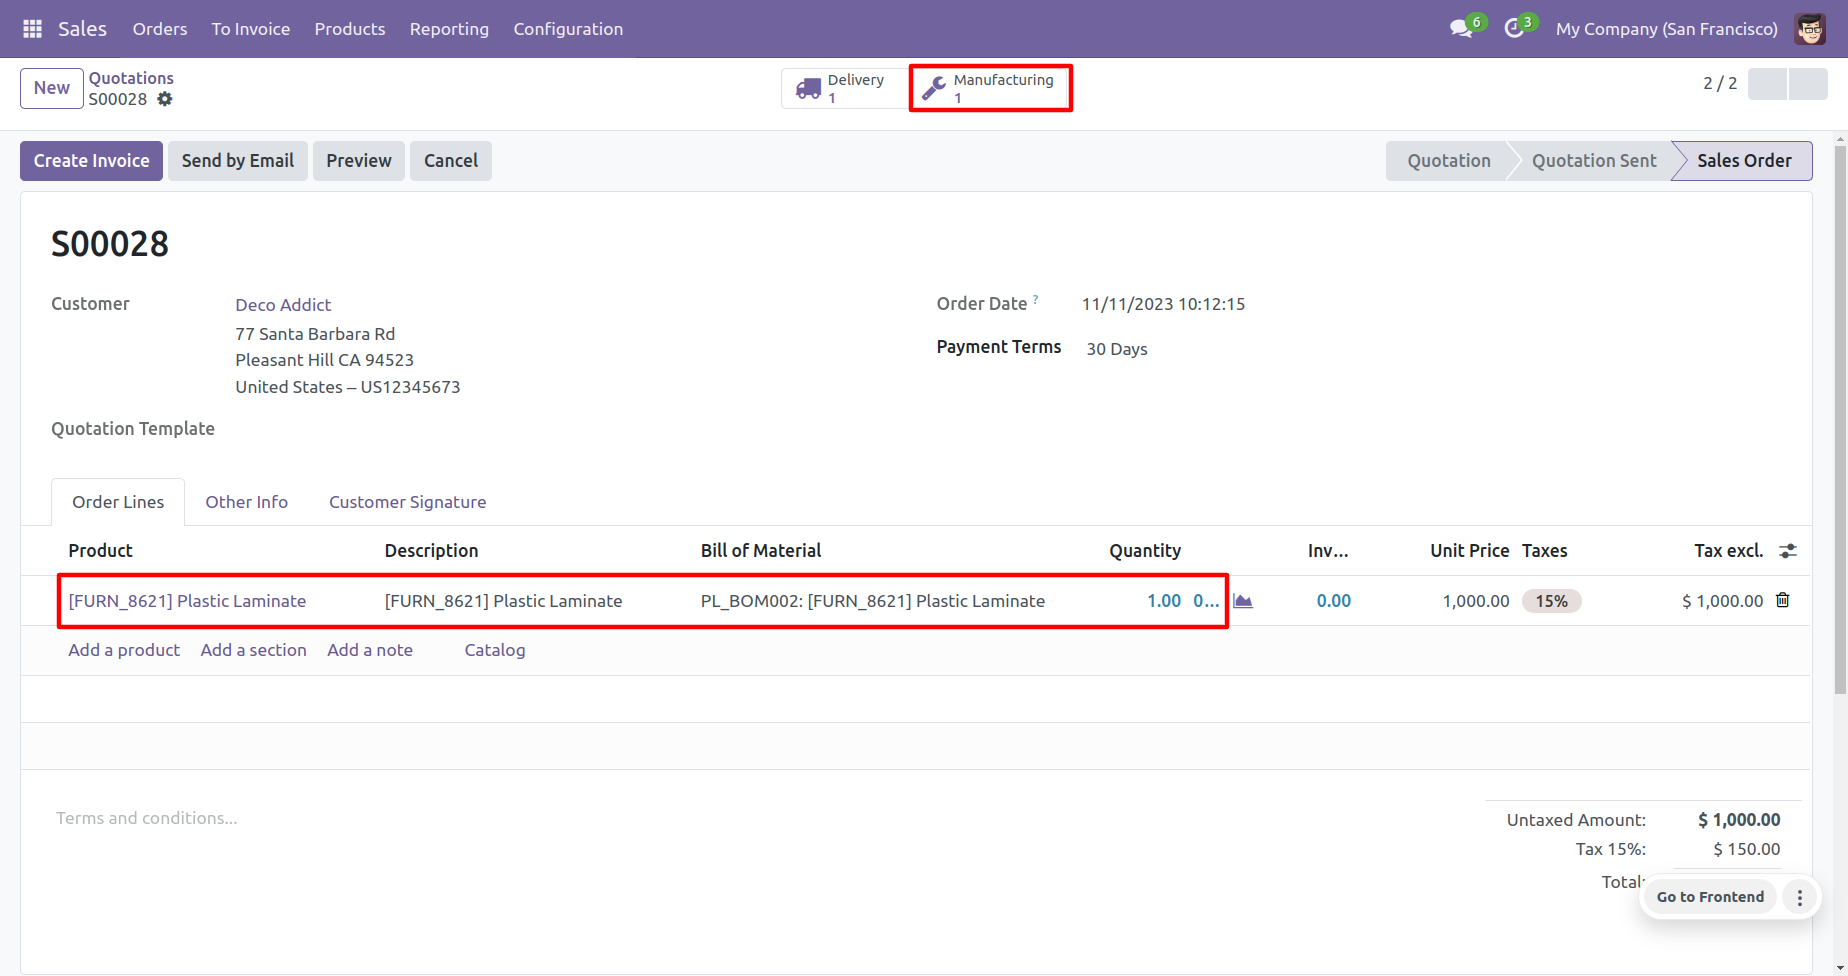 Sales Orders To Invoice Products Reporting Configuration 6 3 My Company (San Francisco)
New Quotations Delivery Manufacturing 2 / 2
S00028 1 1
Create Invoice Send by Email Preview Cancel Quotation Quotation Sent Sales Order
S00028
Customer Deco Addict Order Date ? 11/11/2023 10:12:15
77 Santa Barbara Rd Payment Terms 30 Days
Pleasant Hill CA 94523
United States – US12345673
Quotation Template
Order Lines Other Info Customer Signature
Product Description Bill of Material Quantity Inv... Unit Price Taxes Tax excl.
[FURN_8621] Plastic Laminate [FURN_8621] Plastic Laminate PL_BOM002: [FURN_8621] Plastic Laminate 1.00 0... 0.00 1,000.00 15% $ 1,000.00
Add a product Add a section Add a note Catalog
Terms and conditions... Untaxed Amount: $ 1,000.00
Tax 15%: $ 150.00
Total:
Go to Frontend